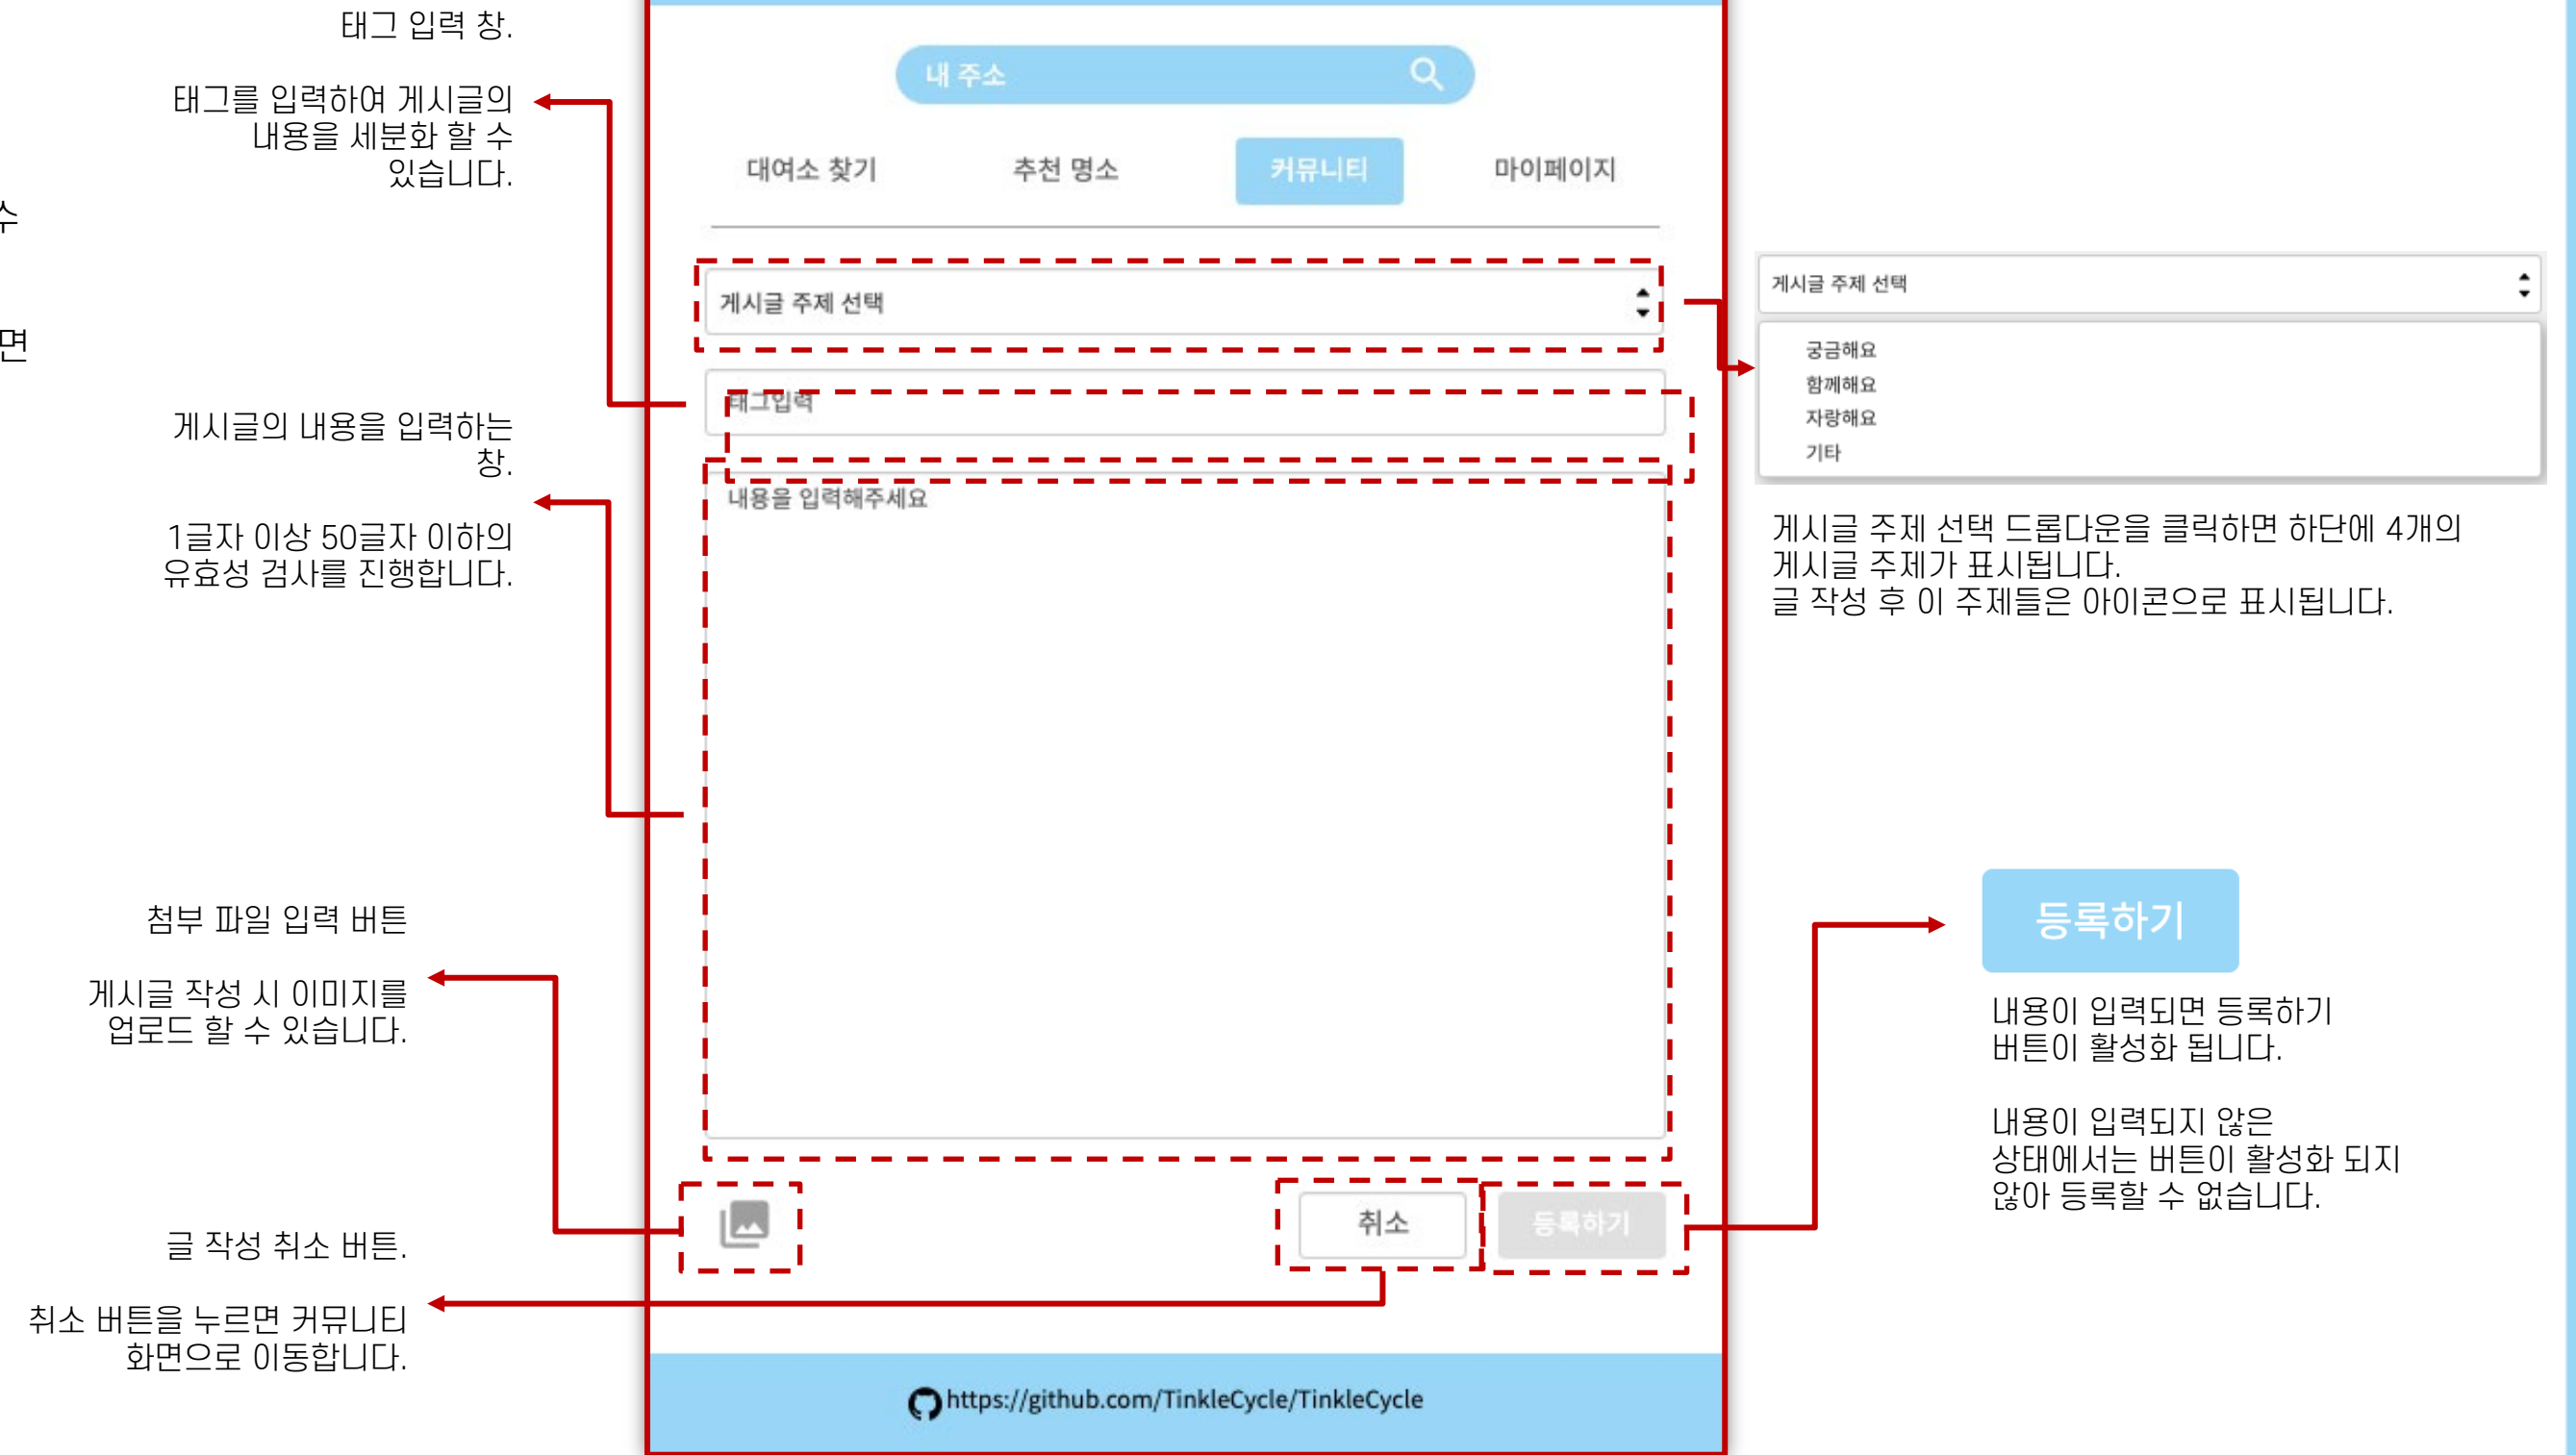 태그 입력 창.
태그를 입력하여 게시글의
내용을 세분화 할 수
있습니다.
수
면
게시글의 내용을 입력하는
창.
1글자 이상 50글자 이하의
유효성 검사를 진행합니다.
첨부 파일 입력 버튼
게시글 작성 시 이미지를
업로드 할 수 있습니다.
글 작성 취소 버튼.
취소 버튼을 누르면 커뮤니티
화면으로 이동합니다.
내 주소
대여소 찾기 추천 명소 커뮤니티 마이페이지
게시글 주제 선택
태그입력
내용을 입력해주세요
취소 등록하기
https://github.com/TinkleCycle/TinkleCycle
게시글 주제 선택
궁금해요
함께해요
자랑해요
기타
게시글 주제 선택 드롭다운을 클릭하면 하단에 4개의
게시글 주제가 표시됩니다.
글 작성 후 이 주제들은 아이콘으로 표시됩니다.
등록하기
내용이 입력되면 등록하기
버튼이 활성화 됩니다.
내용이 입력되지 않은
상태에서는 버튼이 활성화 되지
않아 등록할 수 없습니다.